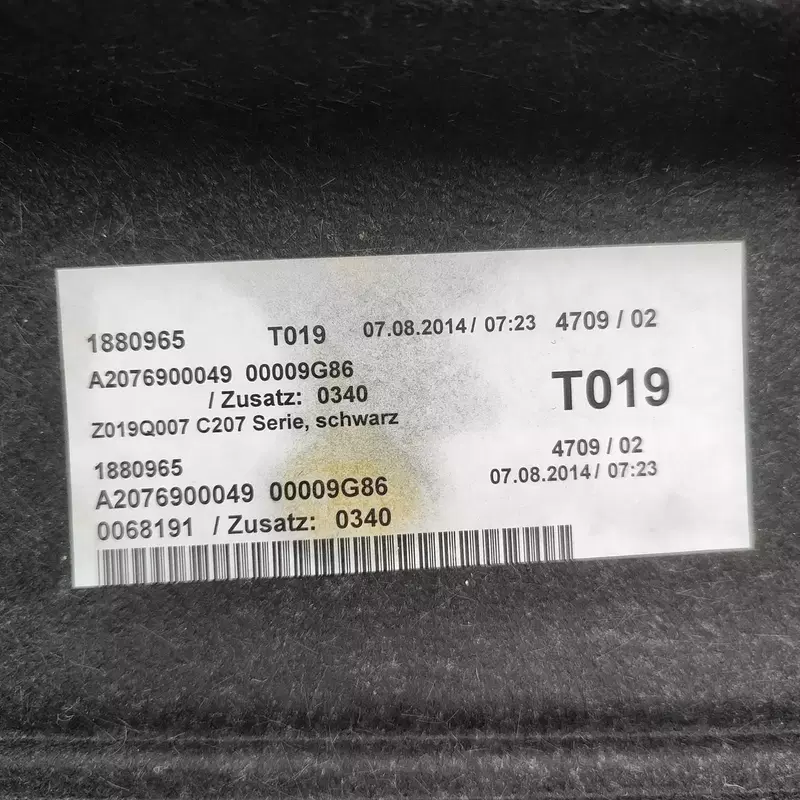 1880965 T019 07.08.2014 / 07:23 4709 / 02
A2076900049 00009G86
/ Zusatz: 0340
T019
Z019Q007 C207 Serie, schwarz
1880965
4709 / 02
A2076900049 00009G86
07.08.2014 / 07:23
0068191 / Zusatz: 0340